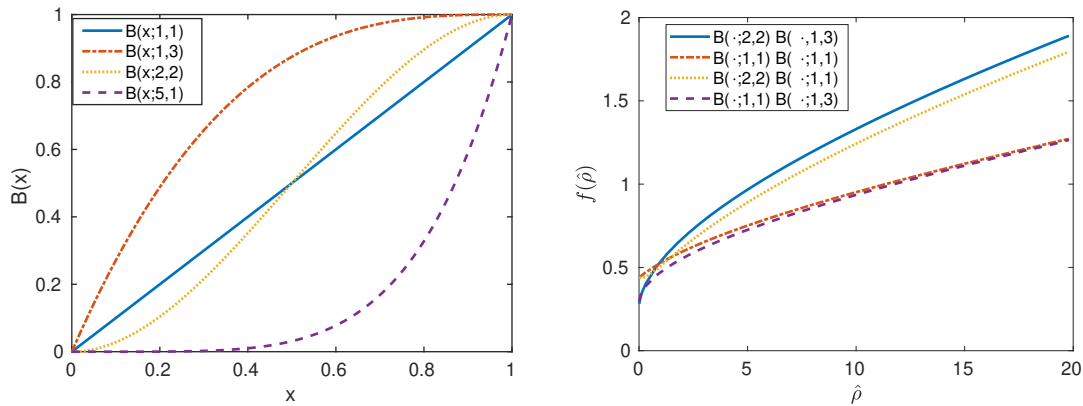 B(x;1,1)
B(x;1,3)
B(x;2,2)
B(x;5,1)
1
0.8
0.6
0.4
0.2
0
B(x)
0
0.2
0.4
0.6
0.8
1
x
B( ·;2,2) B( ·,1,3)
B( ·;1,1) B( ·;1,1)
B( ·;2,2) B( ·;1,1)
B( ·;1,1) B( ·;1,3)
2
1.5
1
0.5
0
f(ρ̂)
0
5
10
15
20
ρ̂